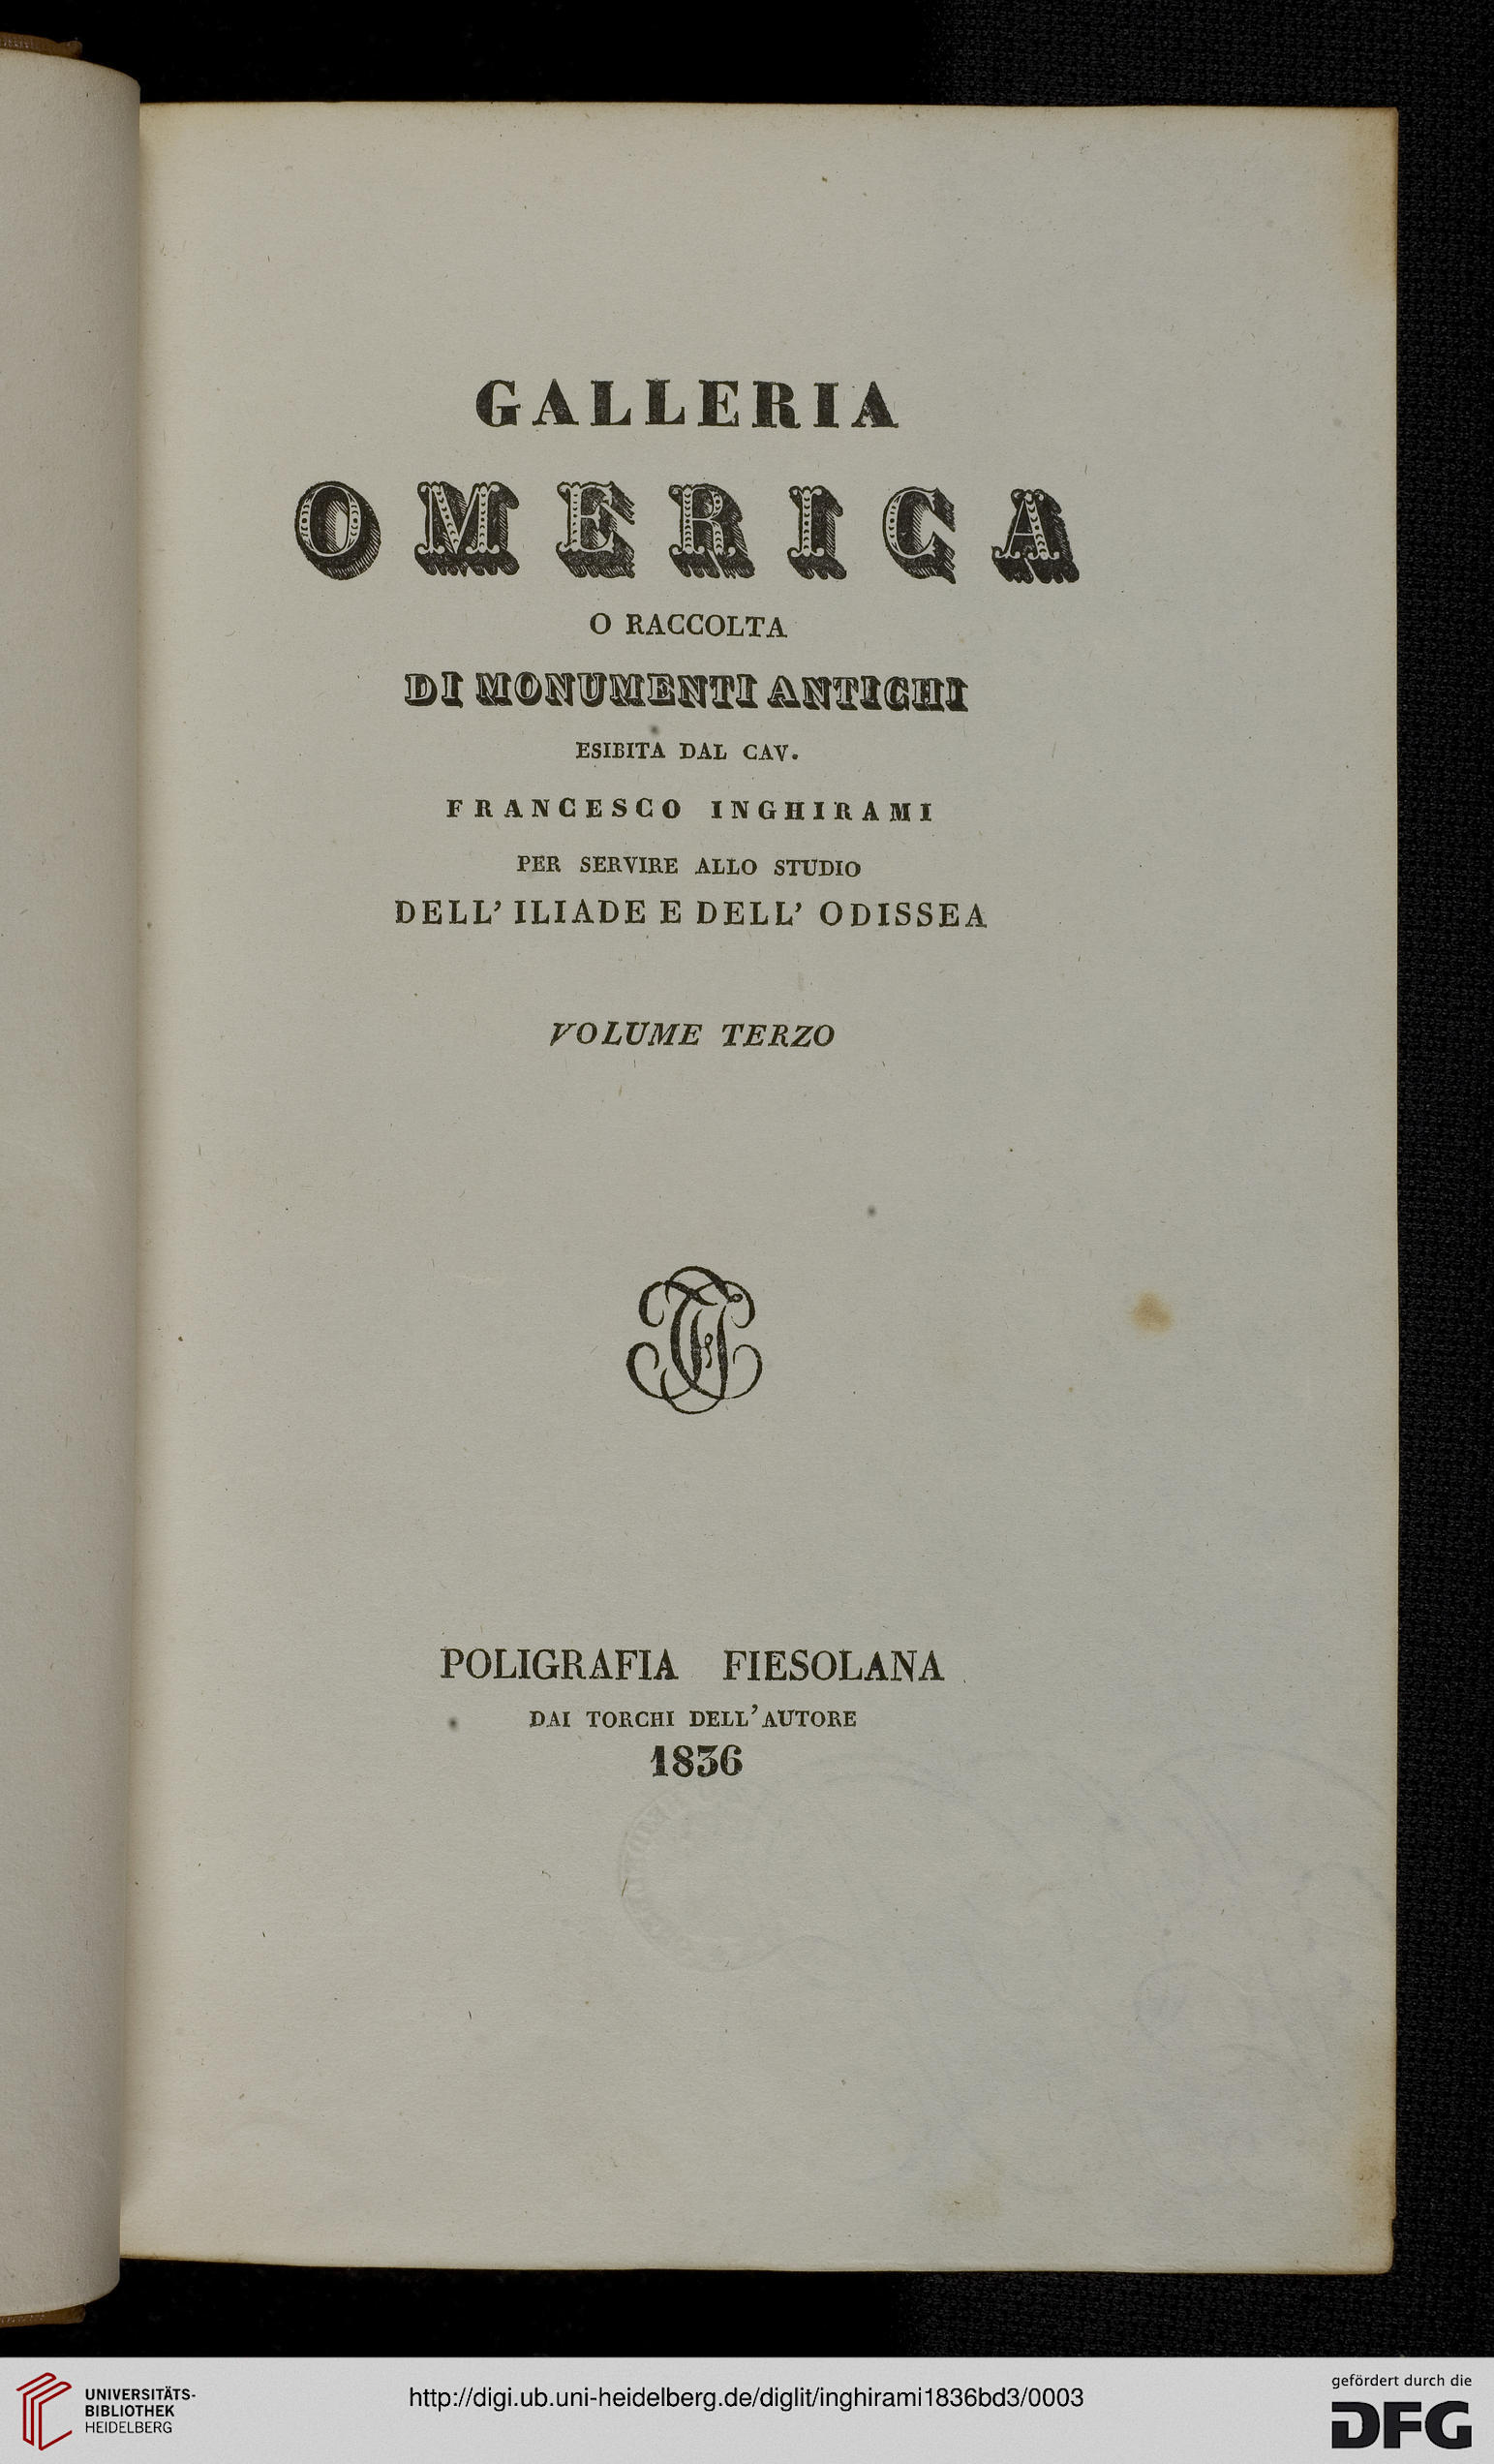 GALLERIA
OMERICA
O RACCOLTA
DI MONUMENTI ANTICHI
ESIBITA DAL CAV.
FRANCESCO INGHIRAMI
PER SERVIRE ALLO STUDIO
DELL' ILIADE E DELL' ODISSEA
VOLUME TERZO
POLIGRAFIA FIESOLANA
DAI TORCHI DELL'AUTORE
1836
UNIVERSITÄTS-
BIBLIOTHEK
HEIDELBERG
http://digi.ub.uni-heidelberg.de/diglit/inghirami1836bd3/0003
gefördert durch die
DFG